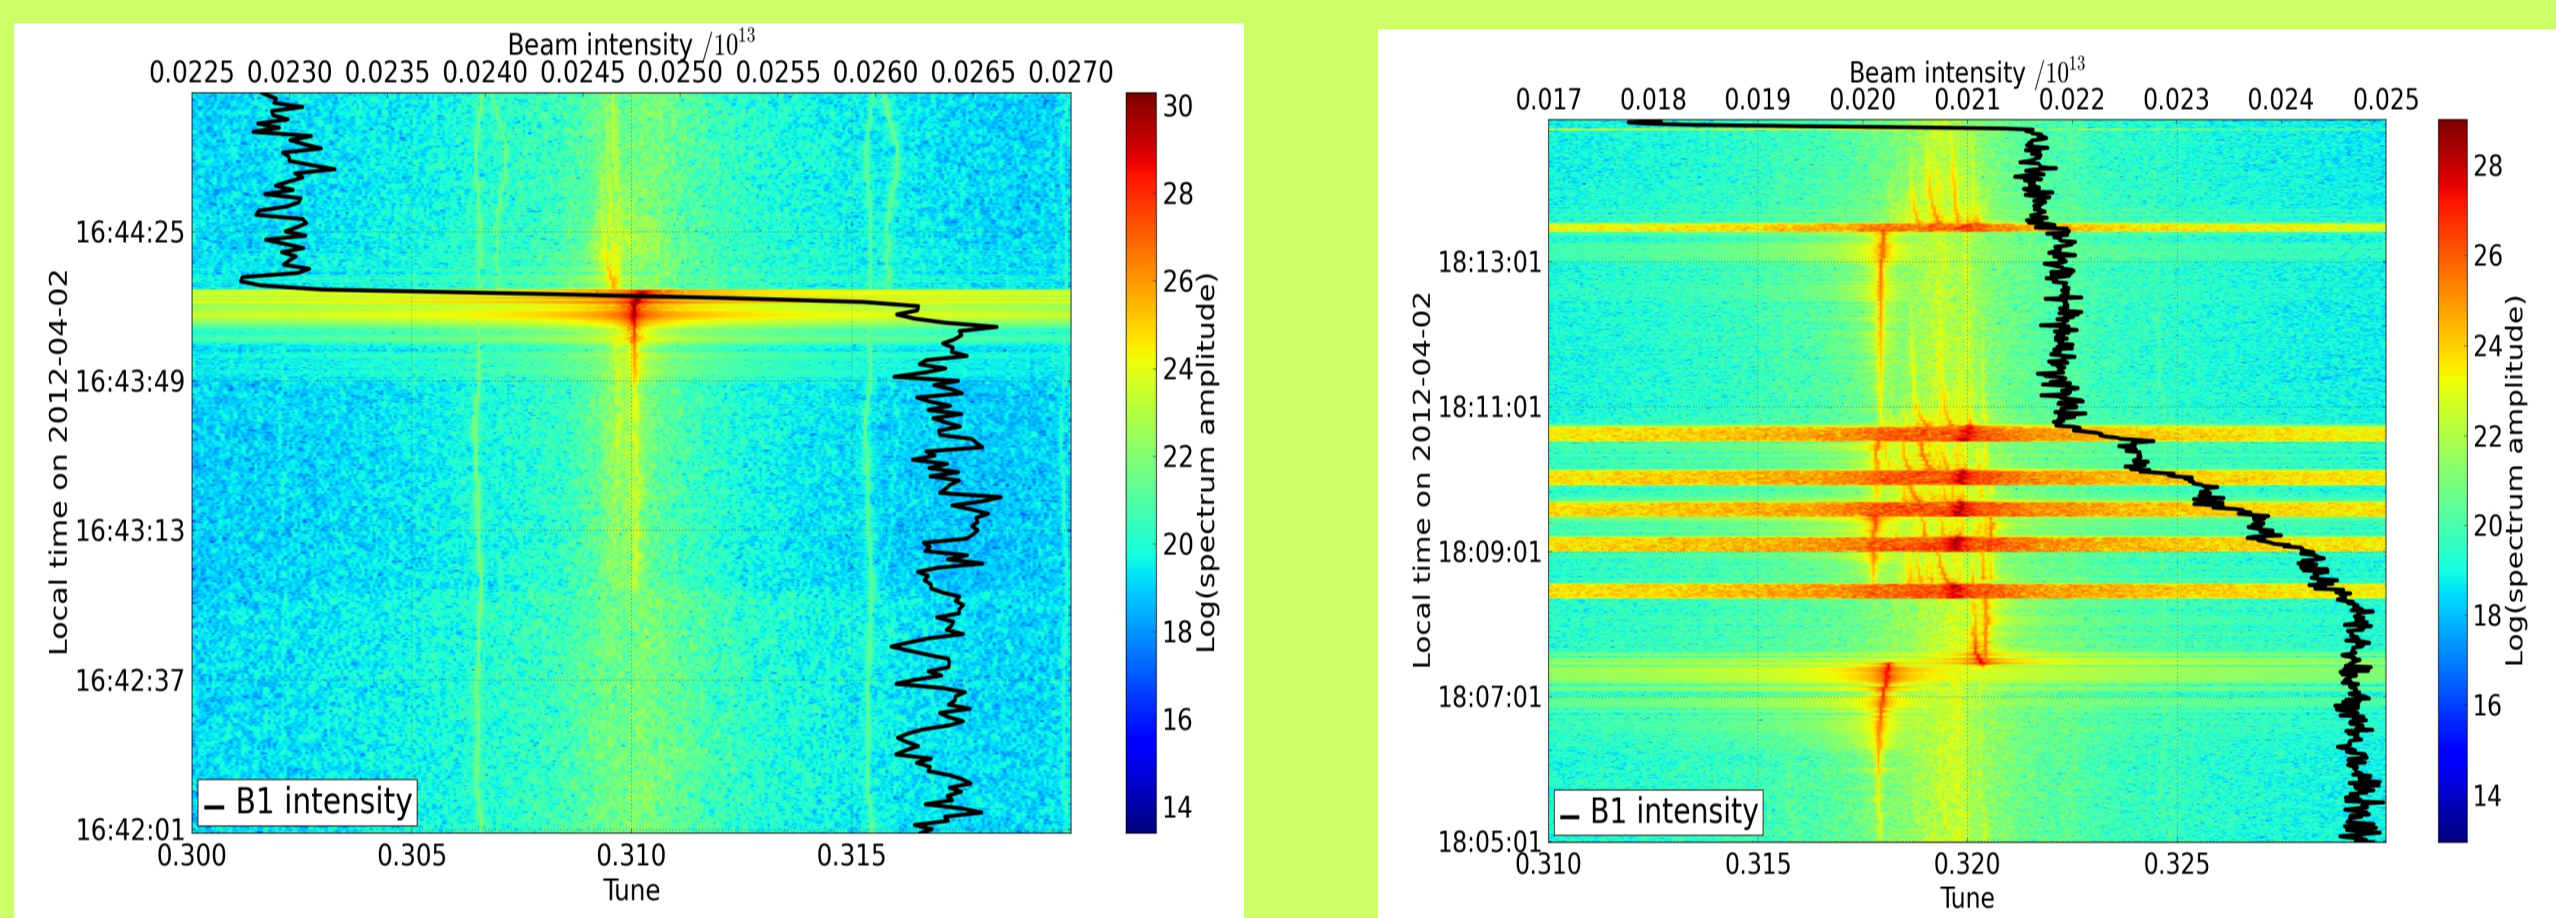 Beam intensity /10^13
0.0225 0.0230 0.0235 0.0240 0.0245 0.0250 0.0255 0.0260 0.0265 0.0270
Local time on 2012-04-02
16:44:25
16:43:49
16:43:13
16:42:37
16:42:01
B1 intensity
0.300 0.305 0.310 0.315
Tune
30
28
26
24
22
20
18
16
14
Log(spectrum amplitude)
Beam intensity /10^13
0.017 0.018 0.019 0.020 0.021 0.022 0.023 0.024 0.025
Local time on 2012-04-02
18:13:01
18:11:01
18:09:01
18:07:01
18:05:01
B1 intensity
0.310 0.315 0.320 0.325
Tune
28
26
24
22
20
18
16
14
Log(spectrum amplitude)